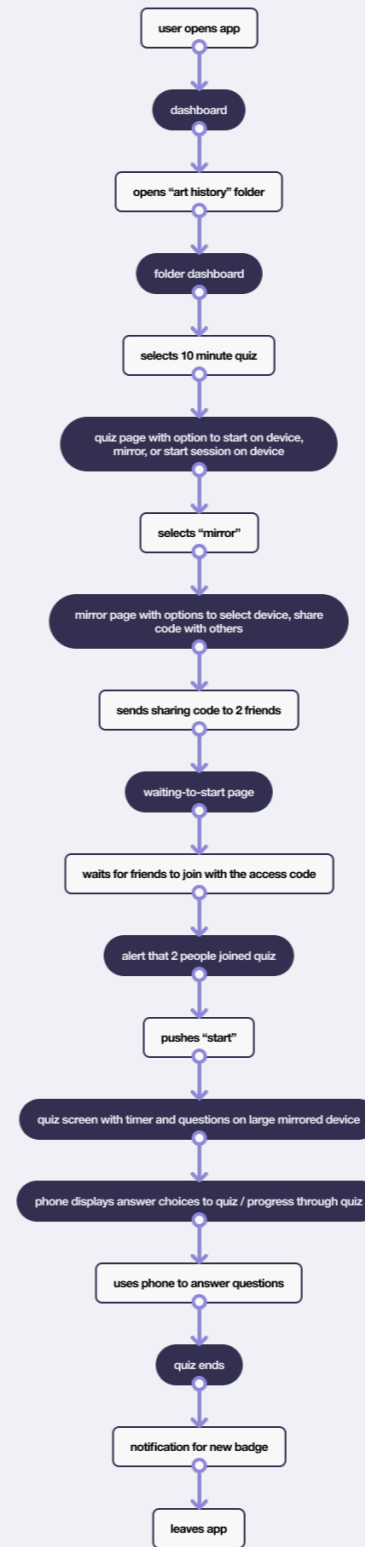 user opens app
dashboard
opens “art history” folder
folder dashboard
selects 10 minute quiz
quiz page with option to start on device,
mirror, or start session on device
selects “mirror”
mirror page with options to select device, share
code with others
sends sharing code to 2 friends
waiting-to-start page
waits for friends to join with the access code
alert that 2 people joined quiz
pushes “start”
quiz screen with timer and questions on large mirrored device
phone displays answer choices to quiz / progress through quiz
uses phone to answer questions
quiz ends
notification for new badge
leaves app